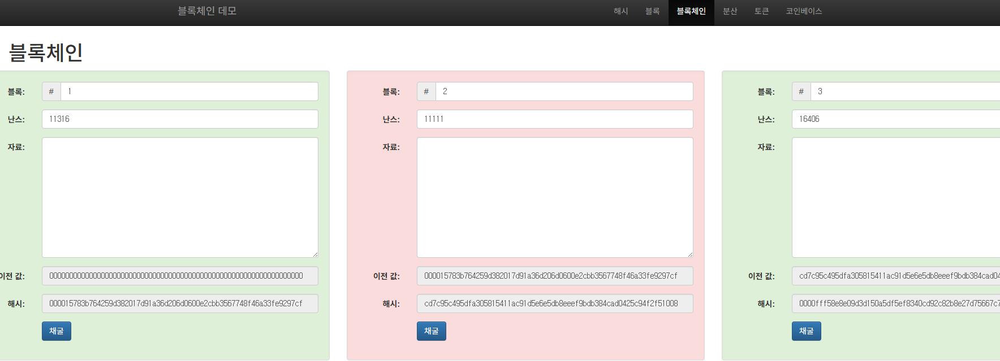 블록체인 데모 해시 블록 블록체인 분산 토큰 코인베이스
블록체인
블록: # 1
난스: 11316
자료:
이전 값: 0000000000000000000000000000000000000000000000000000000000000000
해시: 000015783b764259d382017d91a36d206d0600e2cbb3567748f46a33fe9297cf
채굴
블록: # 2
난스: 11111
자료:
이전 값: 000015783b764259d382017d91a36d206d0600e2cbb3567748f46a33fe9297cf
해시: cd7c95c495dfa305815411ac91d5e6e5db8eeef9bdb384cad0425c94f2f51008
채굴
블록: # 3
난스: 16406
자료:
이전 값: cd7c95c495dfa305815411ac91d5e6e5db8eeef9bdb384cad04
해시: 0000fff58e8e09d3d150a5df5ef8340cd92c82b8e27d75667c7
채굴